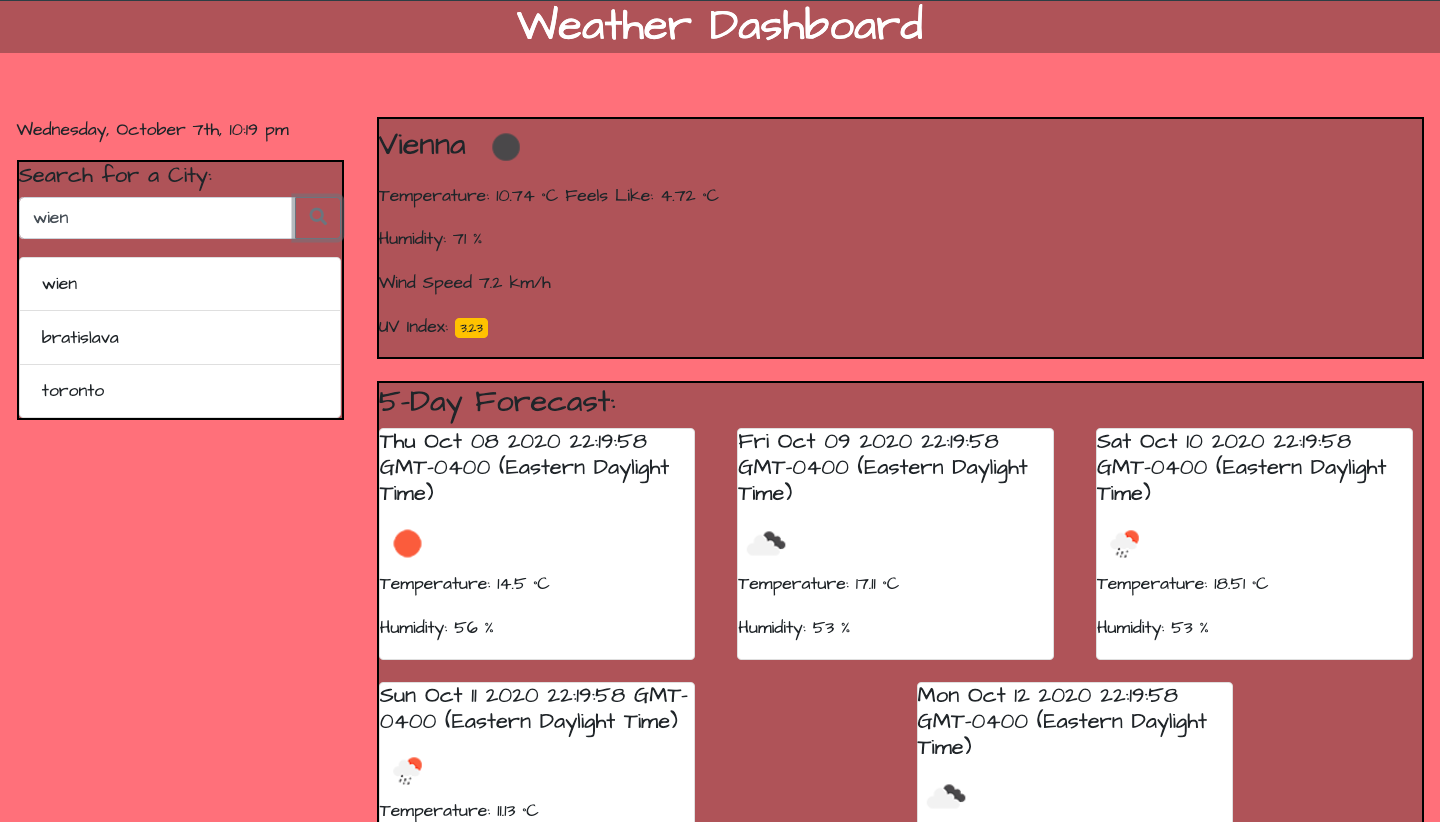 Weather Dashboard
Wednesday, October 7th, 10:19 pm
Search for a City:
wien
wien
bratislava
toronto
Vienna
Temperature: 10.74 °C Feels Like: 4.72 °C
Humidity: 71 %
Wind Speed 7.2 km/h
UV Index: 3.23
5-Day Forecast:
Thu Oct 08 2020 22:19:58
GMT-0400 (Eastern Daylight
Time)
Temperature: 14.5 °C
Humidity: 56 %
Fri Oct 09 2020 22:19:58
GMT-0400 (Eastern Daylight
Time)
Temperature: 17.11 °C
Humidity: 53 %
Sat Oct 10 2020 22:19:58
GMT-0400 (Eastern Daylight
Time)
Temperature: 18.51 °C
Humidity: 53 %
Sun Oct 11 2020 22:19:58 GMT-
0400 (Eastern Daylight Time)
Temperature: 11.13 °C
Mon Oct 12 2020 22:19:58
GMT-0400 (Eastern Daylight
Time)